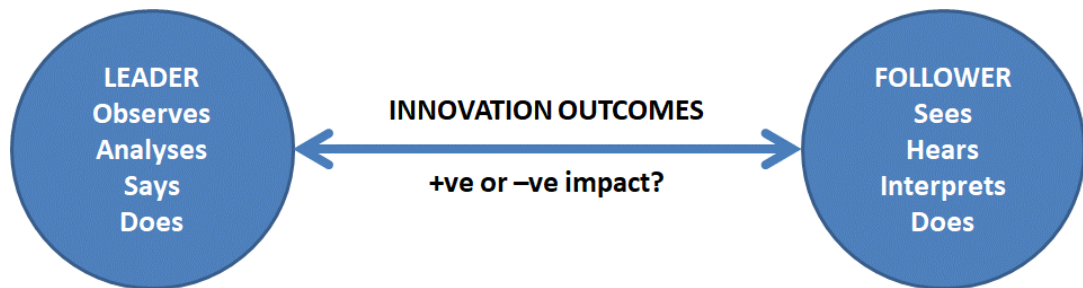 LEADER
Observes
Analyses
Says
Does
INNOVATION OUTCOMES
+ve or –ve impact?
FOLLOWER
Sees
Hears
Interprets
Does